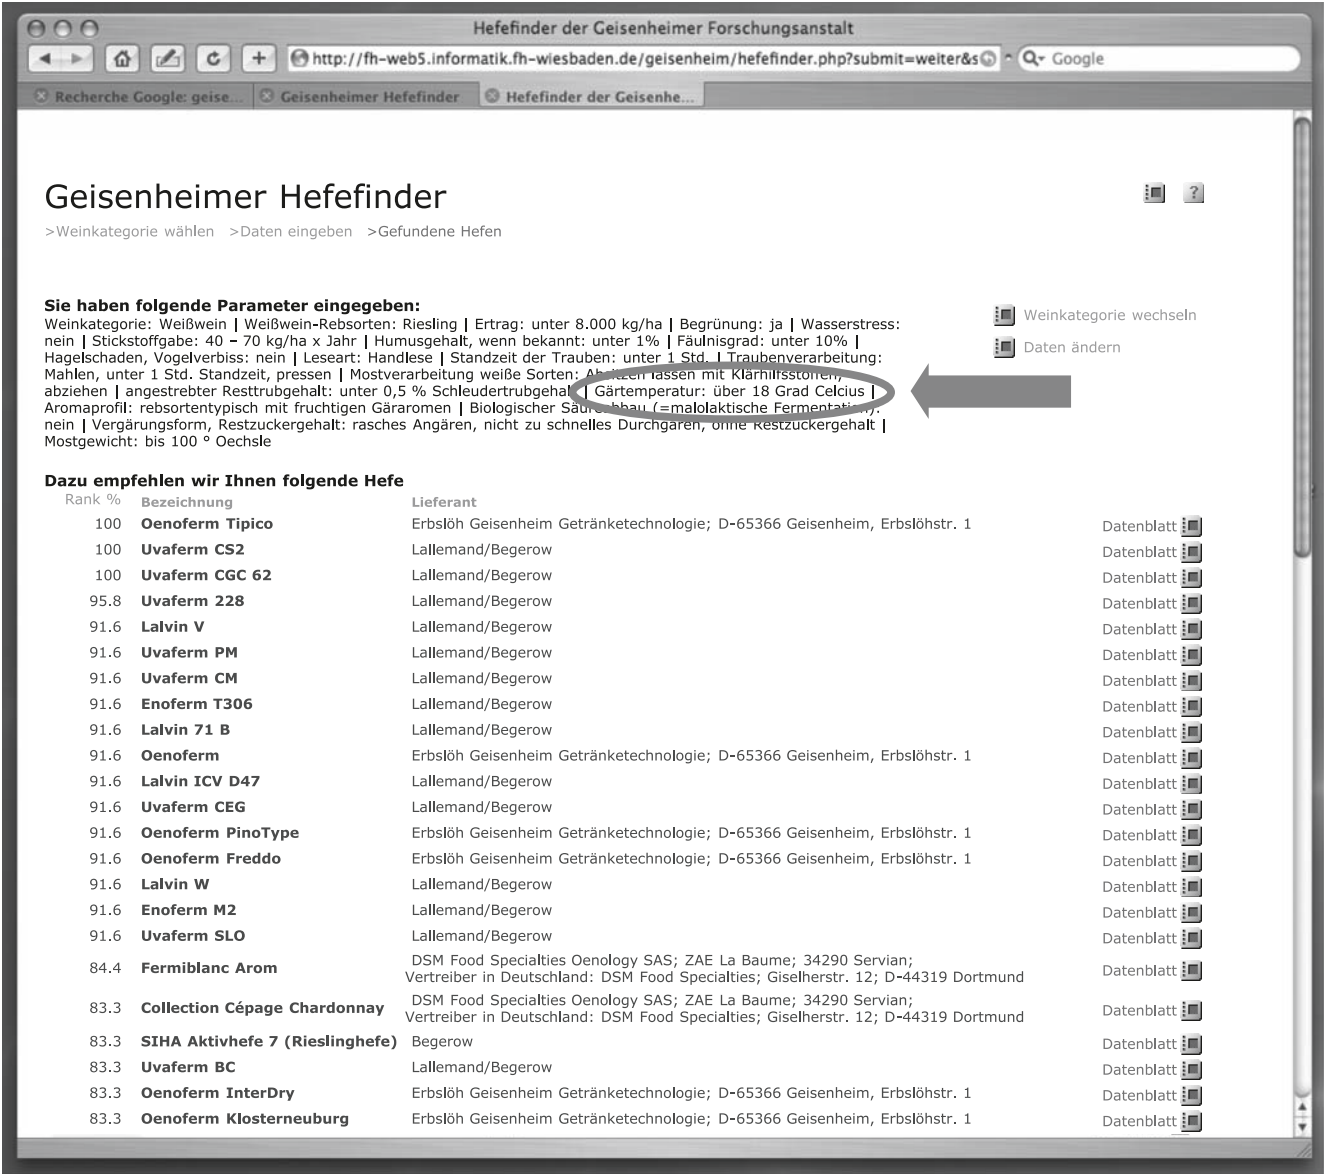 Hefefinder der Geisenheimer Forschungsanstalt
http://fh-web5.informatik.fh-wiesbaden.de/geisenheim/hefefinder.php?submit=weiter&s
Google
Recherche Google: geise... Geisenheimer Hefefinder Hefefinder der Geisenhe...
Geisenheimer Hefefinder
?
>Weinkategorie wählen >Daten eingeben >Gefundene Hefen
Sie haben folgende Parameter eingegeben:
Weinkategorie: Weißwein | Weißwein-Rebsorten: Riesling | Ertrag: unter 8.000 kg/ha | Begrünung: ja | Wasserstress:
nein | Stickstoffgabe: 40 – 70 kg/ha x Jahr | Humusgehalt, wenn bekannt: unter 1% | Fäulnisgrad: unter 10% |
Hagelschaden, Vogelverbiss: nein | Leseart: Handlese | Standzeit der Trauben: unter 1 Std. | Traubenverarbeitung:
Mahlen, unter 1 Std. Standzeit, pressen | Mostverarbeitung weiße Sorten: Absitzen lassen mit Klärhilfsstoffen,
abziehen | angestrebter Resttrubgehalt: unter 0,5 % Schleudertrubgehalt | Gärtemperatur: über 18 Grad Celcius |
Aromaprofil: rebsortentypisch mit fruchtigen Gäraromen | Biologischer Säureabbau (=malolaktische Fermentation):
nein | Vergärungsform, Restzuckergehalt: rasches Angären, nicht zu schnelles Durchgären, ohne Restzuckergehalt |
Mostgewicht: bis 100 ° Oechsle
Weinkategorie wechseln
Daten ändern
Dazu empfehlen wir Ihnen folgende Hefe
Rank % Bezeichnung Lieferant
100 Oenoferm Tipico Erbslöh Geisenheim Getränketechnologie; D-65366 Geisenheim, Erbslöhstr. 1 Datenblatt
100 Uvaferm CS2 Lallemand/Begerow Datenblatt
100 Uvaferm CGC 62 Lallemand/Begerow Datenblatt
95.8 Uvaferm 228 Lallemand/Begerow Datenblatt
91.6 Lalvin V Lallemand/Begerow Datenblatt
91.6 Uvaferm PM Lallemand/Begerow Datenblatt
91.6 Uvaferm CM Lallemand/Begerow Datenblatt
91.6 Enoferm T306 Lallemand/Begerow Datenblatt
91.6 Lalvin 71 B Lallemand/Begerow Datenblatt
91.6 Oenoferm Erbslöh Geisenheim Getränketechnologie; D-65366 Geisenheim, Erbslöhstr. 1 Datenblatt
91.6 Lalvin ICV D47 Lallemand/Begerow Datenblatt
91.6 Uvaferm CEG Lallemand/Begerow Datenblatt
91.6 Oenoferm PinoType Erbslöh Geisenheim Getränketechnologie; D-65366 Geisenheim, Erbslöhstr. 1 Datenblatt
91.6 Oenoferm Freddo Erbslöh Geisenheim Getränketechnologie; D-65366 Geisenheim, Erbslöhstr. 1 Datenblatt
91.6 Lalvin W Lallemand/Begerow Datenblatt
91.6 Enoferm M2 Lallemand/Begerow Datenblatt
91.6 Uvaferm SLO Lallemand/Begerow Datenblatt
84.4 Fermiblanc Arom DSM Food Specialties Oenology SAS; ZAE La Baume; 34290 Servian;
Vertreiber in Deutschland: DSM Food Specialties; Giselherstr. 12; D-44319 Dortmund Datenblatt
83.3 Collection Cépage Chardonnay DSM Food Specialties Oenology SAS; ZAE La Baume; 34290 Servian;
Vertreiber in Deutschland: DSM Food Specialties; Giselherstr. 12; D-44319 Dortmund Datenblatt
83.3 SIHA Aktivhefe 7 (Rieslinghefe) Begerow Datenblatt
83.3 Uvaferm BC Lallemand/Begerow Datenblatt
83.3 Oenoferm InterDry Erbslöh Geisenheim Getränketechnologie; D-65366 Geisenheim, Erbslöhstr. 1 Datenblatt
83.3 Oenoferm Klosterneuburg Erbslöh Geisenheim Getränketechnologie; D-65366 Geisenheim, Erbslöhstr. 1 Datenblatt